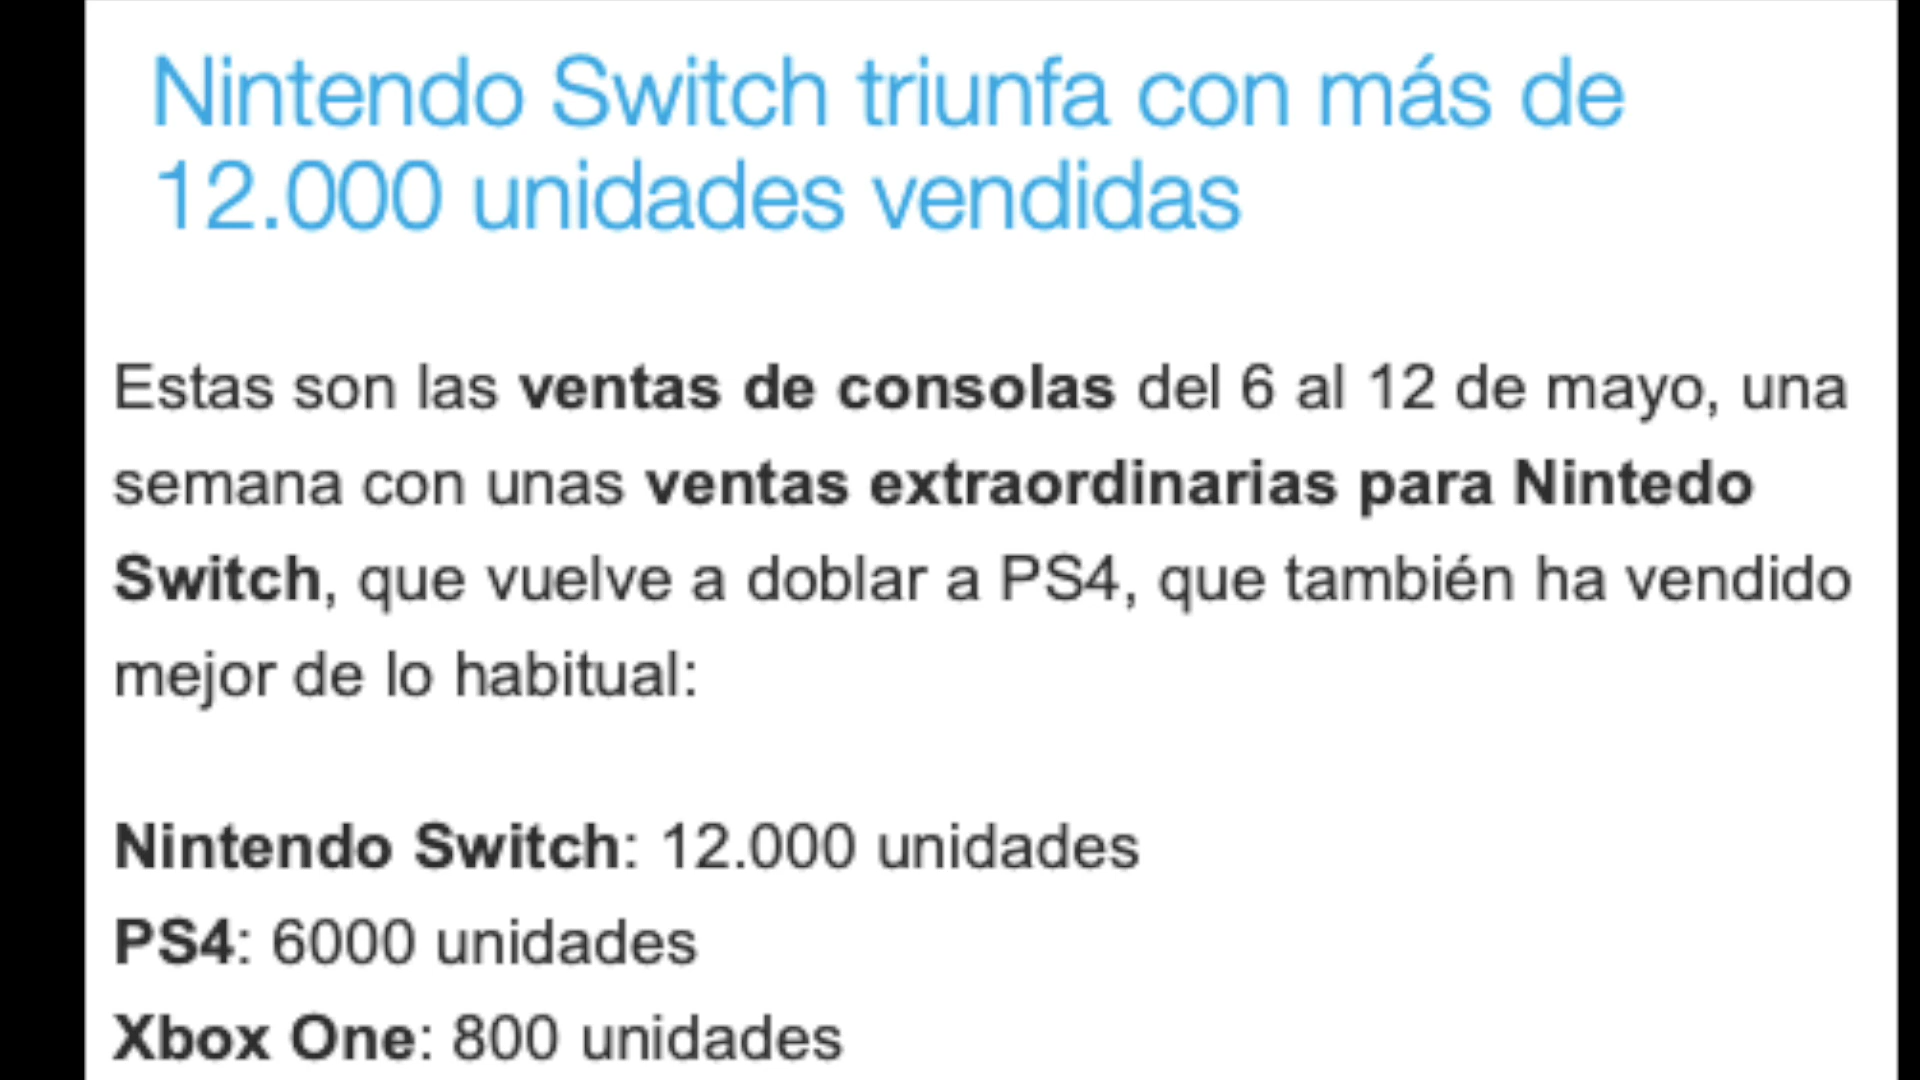 Nintendo Switch triunfa con más de
12.000 unidades vendidas
Estas son las ventas de consolas del 6 al 12 de mayo, una
semana con unas ventas extraordinarias para Nintedo
Switch, que vuelve a doblar a PS4, que también ha vendido
mejor de lo habitual:
Nintendo Switch: 12.000 unidades
PS4: 6000 unidades
Xbox One: 800 unidades